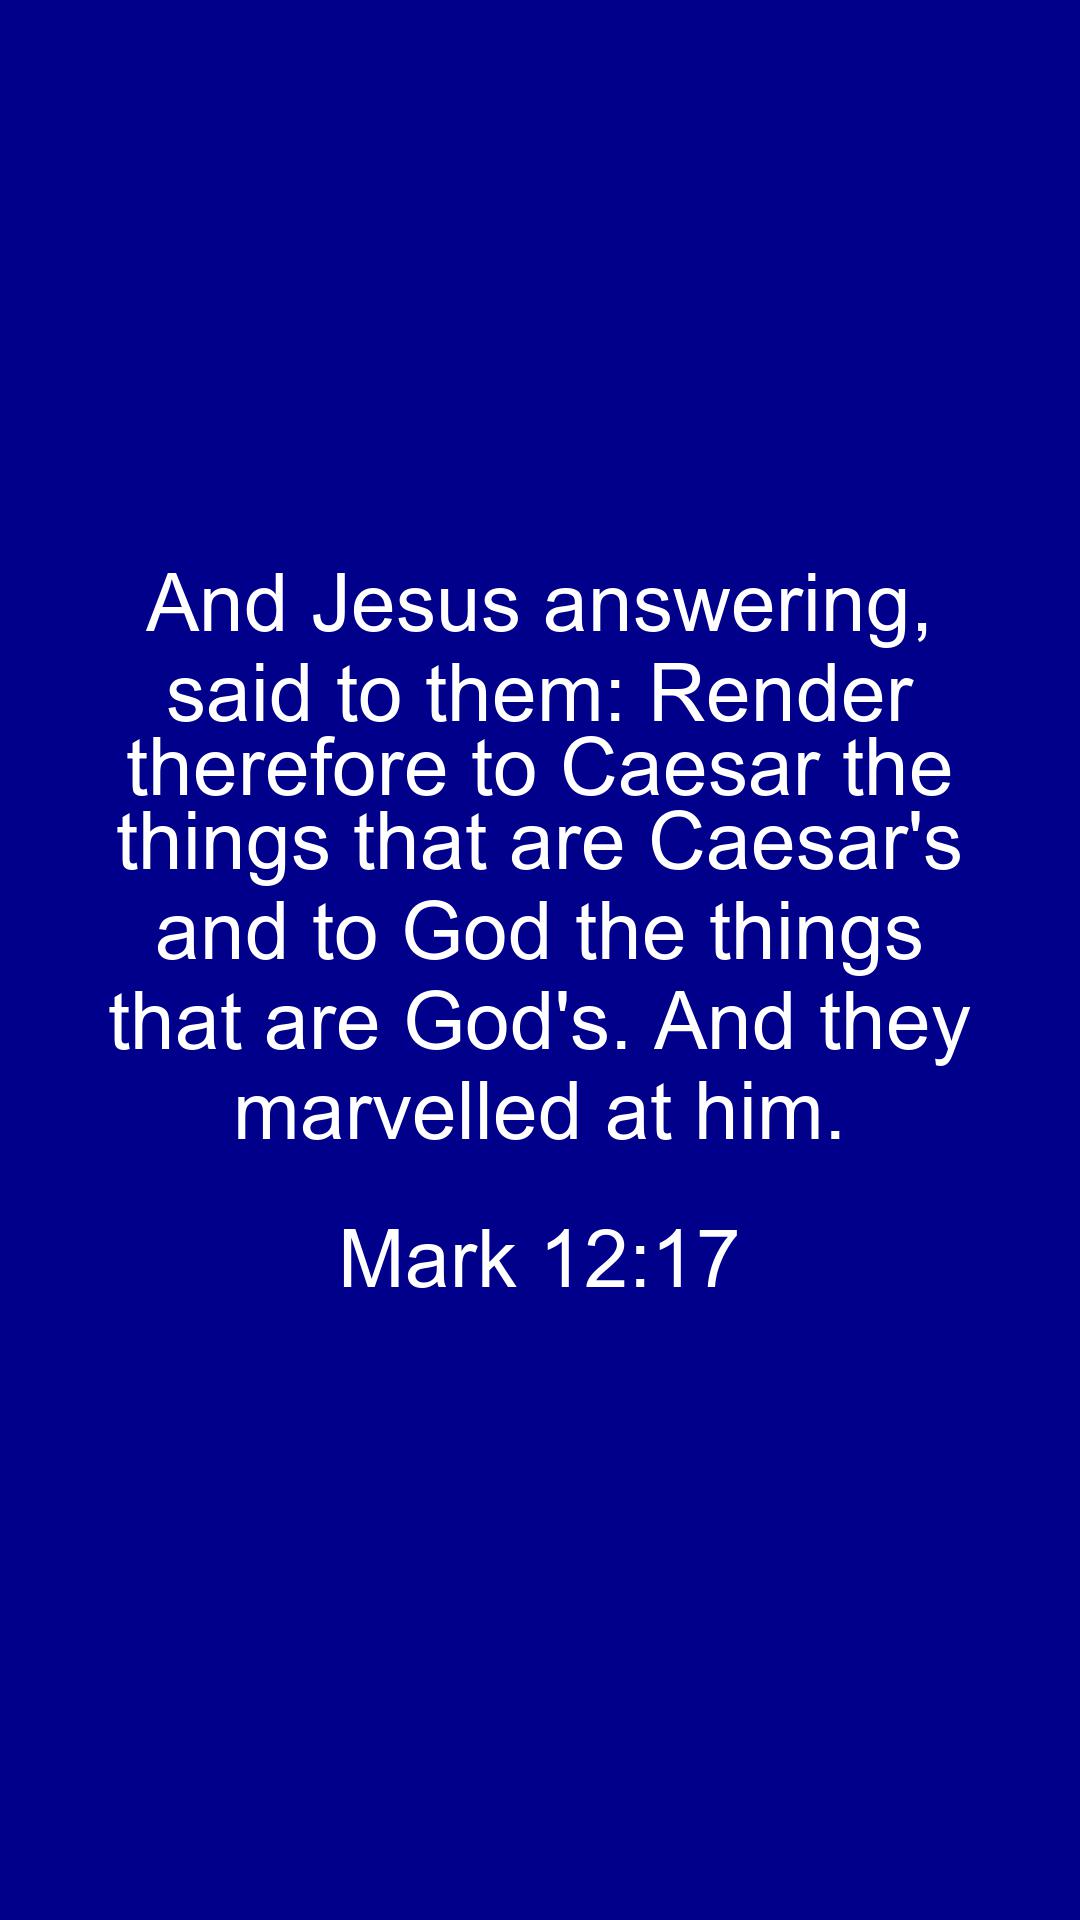 And Jesus answering,
said to them: Render
therefore to Caesar the
things that are Caesar's
and to God the things
that are God's. And they
marvelled at him.
Mark 12:17